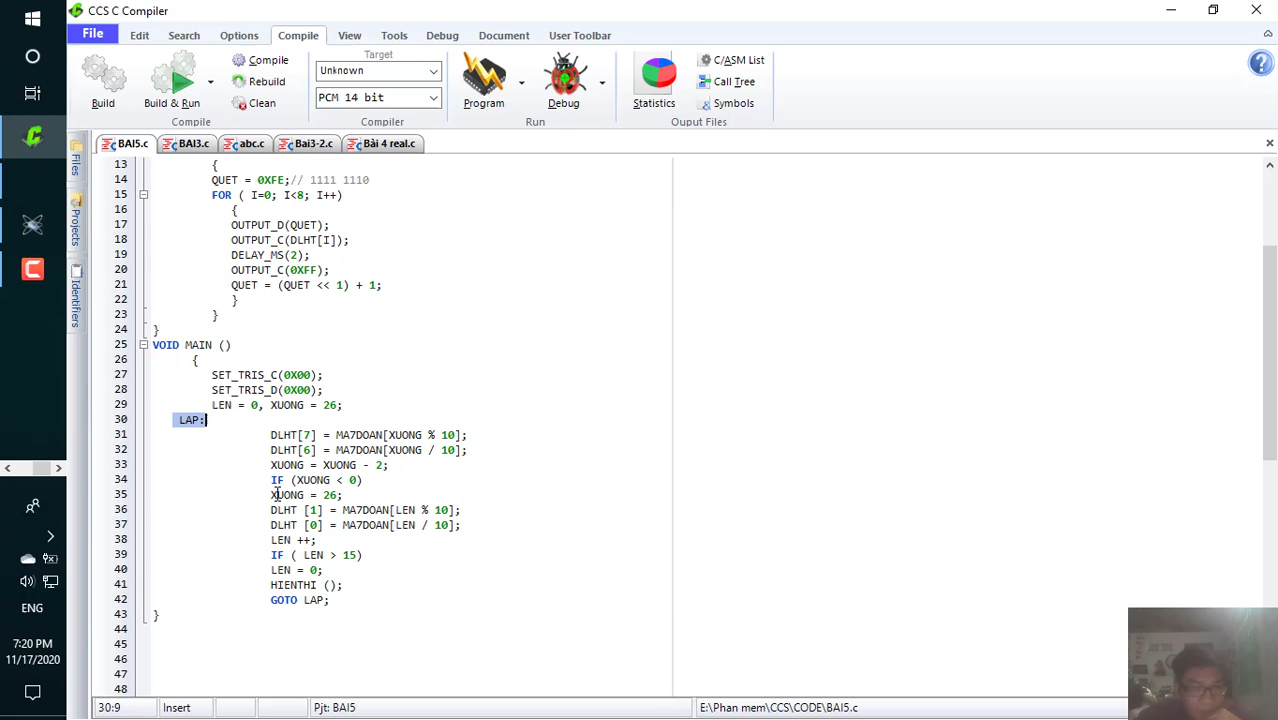 CCS C Compiler
File Edit Search Options Compile View Tools Debug Document User Toolbar
Target
Compile
Unknown
C/ASM List
Rebuild
Call Tree
Build
Build & Run
Clean
PCM 14 bit
Program
Debug
Statistics
Symbols
Compile
Compiler
Run
Ouput Files
BAI5.c BAI3.c abc.c Bai3-2.c Bài 4 real.c
Files
Projects
Identifiers
13 {
14 QUET = 0XFE;// 1111 1110
15 FOR ( I=0; I<8; I++)
16 {
17 OUTPUT_D(QUET);
18 OUTPUT_C(DLHT[I]);
19 DELAY_MS(2);
20 OUTPUT_C(0XFF);
21 QUET = (QUET << 1) + 1;
22 }
23 }
24 }
25 VOID MAIN ()
26 {
27 SET_TRIS_C(0X00);
28 SET_TRIS_D(0X00);
29 LEN = 0, XUONG = 26;
30 LAP:
31 DLHT[7] = MA7DOAN[XUONG % 10];
32 DLHT[6] = MA7DOAN[XUONG / 10];
33 XUONG = XUONG - 2;
34 IF (XUONG < 0)
35 XUONG = 26;
36 DLHT [1] = MA7DOAN[LEN % 10];
37 DLHT [0] = MA7DOAN[LEN / 10];
38 LEN ++;
39 IF ( LEN > 15)
40 LEN = 0;
41 HIENTHI ();
42 GOTO LAP;
43 }
44
45
46
47
48
ENG
7:20 PM
11/17/2020
30:9 Insert Pjt: BAI5 E:\Phan mem\CCS\CODE\BAI5.c